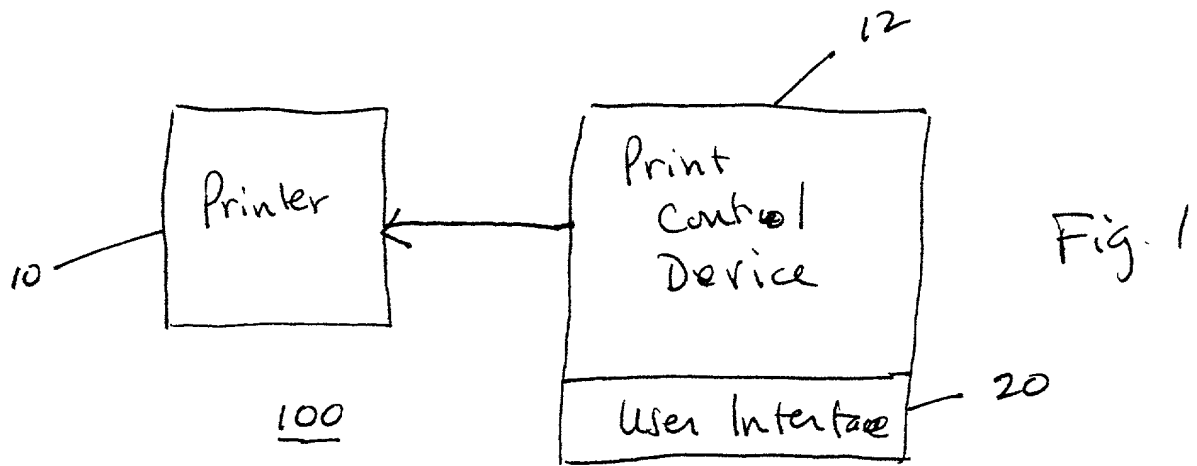 12
Printer
Print
Control
Device
Fig. 1
10
20
100
User Interface